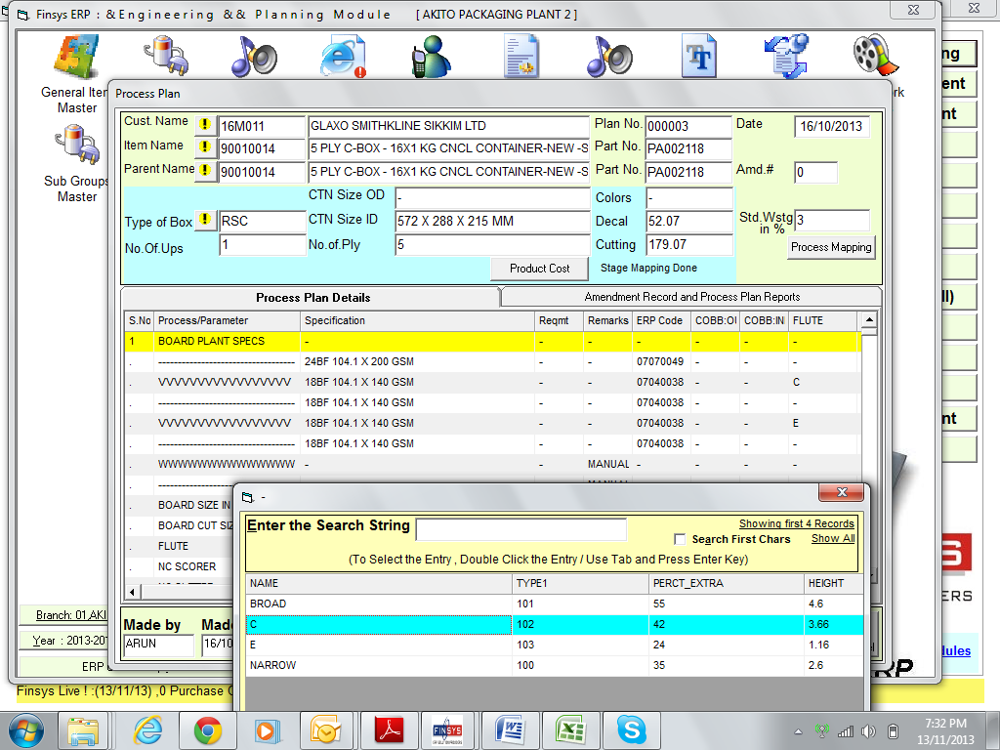 Finsys ERP : &Engineering && Planning Module [ AKITO PACKAGING PLANT 2 ]
General Iter
Master
Sub Groups
Master
Process Plan
Cust. Name ! 16M011 GLAXO SMITHKLINE SIKKIM LTD Plan No. 000003 Date 16/10/2013
Item Name ! 90010014 5 PLY C-BOX - 16X1 KG CNCL CONTAINER-NEW -S Part No. PA002118
Parent Name ! 90010014 5 PLY C-BOX - 16X1 KG CNCL CONTAINER-NEW -S Part No. PA002118 Amd.# 0
CTN Size OD - Colors -
Type of Box ! RSC CTN Size ID 572 X 288 X 215 MM Decal 52.07 Std.Wstg in % 3
No.Of.Ups 1 No.of.Ply 5 Cutting 179.07 Process Mapping
Product Cost Stage Mapping Done
Process Plan Details Amendment Record and Process Plan Reports
S.No Process/Parameter Specification Reqmt Remarks ERP Code COBB:OU COBB:IN FLUTE
1 BOARD PLANT SPECS - - - - - - -
. ----------------------------------- 24BF 104.1 X 200 GSM - - 07070049 - - -
. VVVVVVVVVVVVVVVVV 18BF 104.1 X 140 GSM - - 07040038 - - C
. ----------------------------------- 18BF 104.1 X 140 GSM - - 07040038 - - -
. VVVVVVVVVVVVVVVVV 18BF 104.1 X 140 GSM - - 07040038 - - E
. ----------------------------------- 18BF 104.1 X 140 GSM - - 07040038 - - -
. WWWWWWWWWWWWWW - - MANUAL - - - -
. -----------------------------------
. BOARD SIZE IN
. BOARD CUT SIZ
. FLUTE
. NC SCORER
Made by Made
ARUN 16/10
-
Enter the Search String
Showing first 4 Records
Search First Chars Show All
(To Select the Entry , Double Click the Entry / Use Tab and Press Enter Key)
NAME TYPE1 PERCT_EXTRA HEIGHT
BROAD 101 55 4.6
C 102 42 3.66
E 103 24 1.16
NARROW 100 35 2.6
Branch: 01,AKI
Year : 2013-201
ERP
Finsys Live ! :(13/11/13) ,0 Purchase
ng
ent
nt
ll)
nt
S
ERS
dules
RP
FINSYS
7:32 PM
13/11/2013